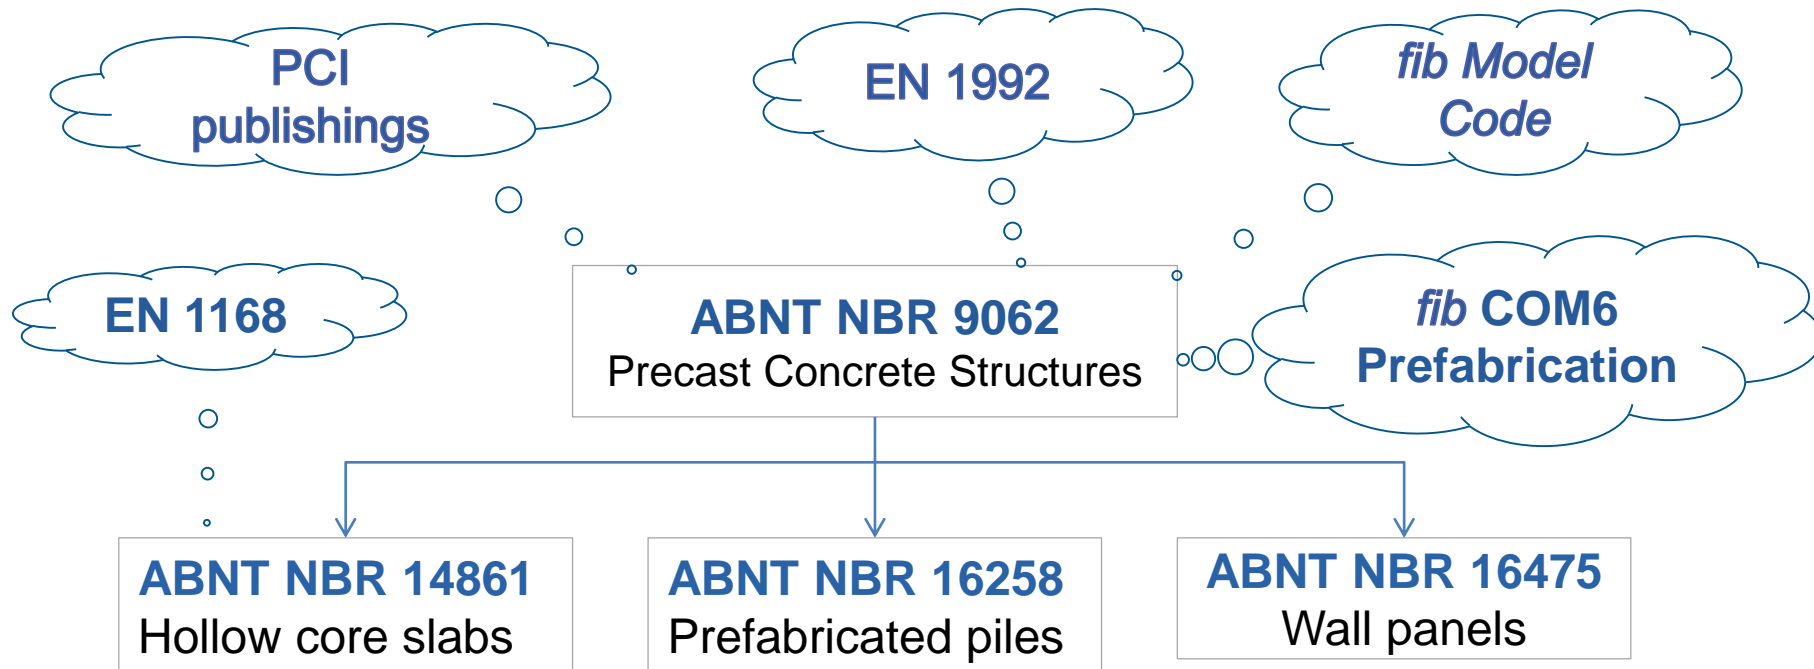 PCI
publishings
EN 1992
fib Model
Code
EN 1168
ABNT NBR 9062
Precast Concrete Structures
fib COM6
Prefabrication
ABNT NBR 14861
Hollow core slabs
ABNT NBR 16258
Prefabricated piles
ABNT NBR 16475
Wall panels